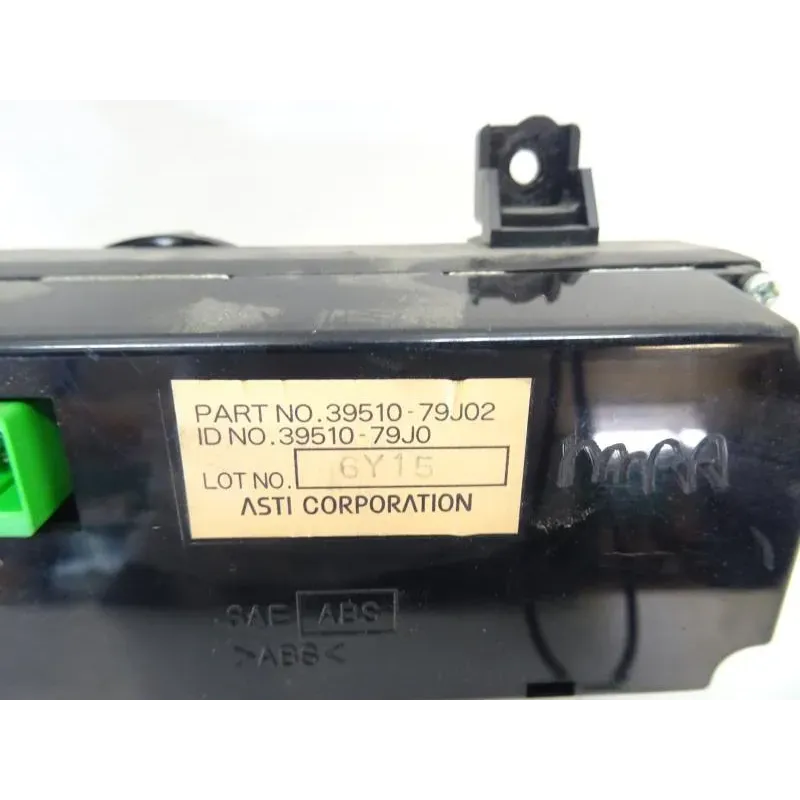 PART NO. 39510-79J02
ID NO. 39510-79J0
LOT NO. 6Y15
ASTI CORPORATION
SAE ABS
>ABS<